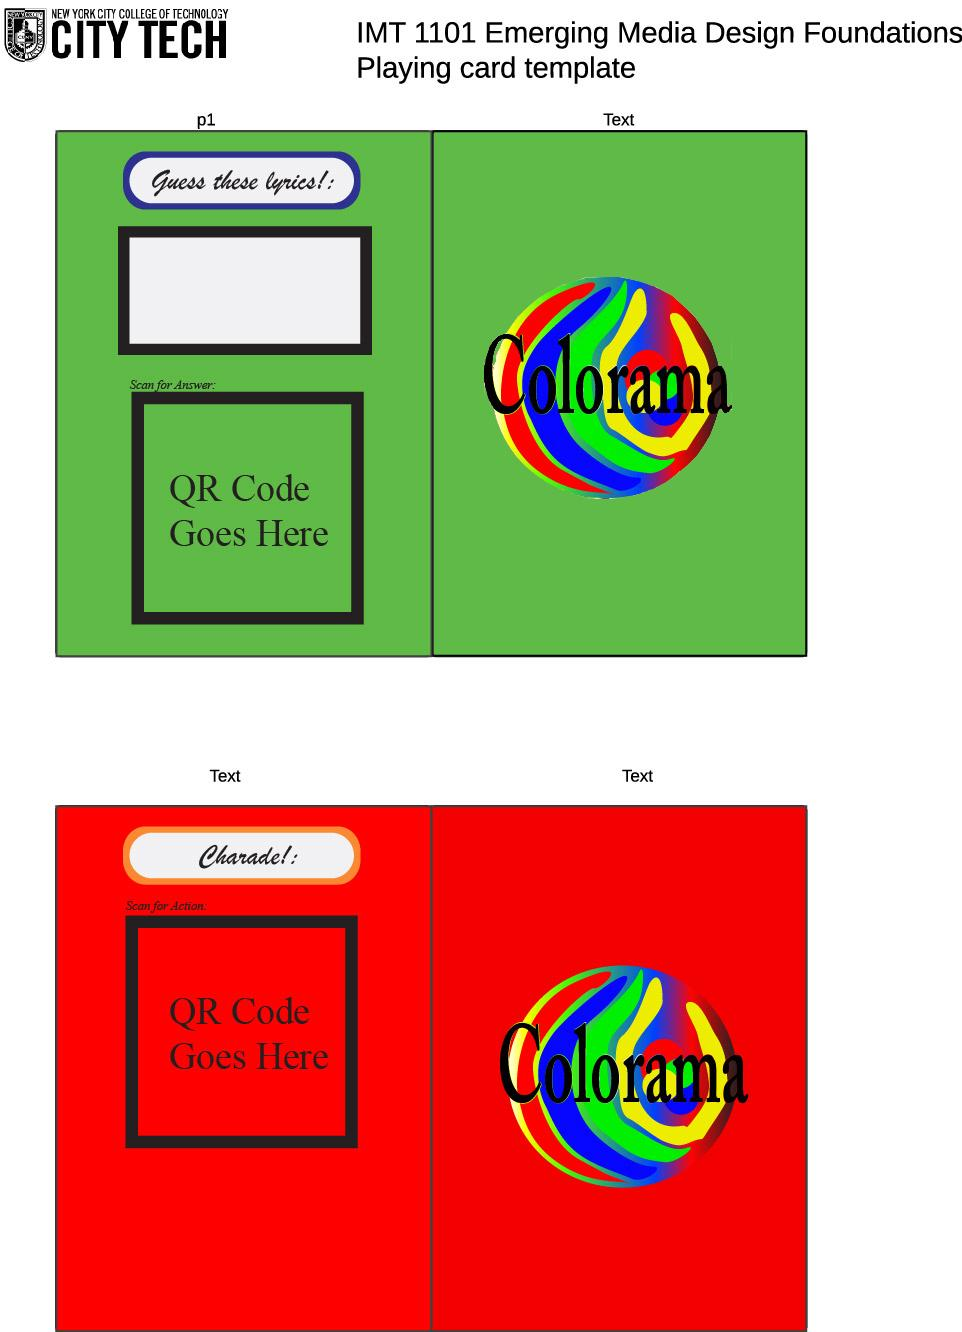 NEW YORK CITY COLLEGE OF TECHNOLOGY
CITY TECH
IMT 1101 Emerging Media Design Foundations
Playing card template
p1
Text
Guess these lyrics!:
Scan for Answer:
QR Code
Goes Here
Colorama
Text
Text
Charade!:
Scan for Action:
QR Code
Goes Here
Colorama